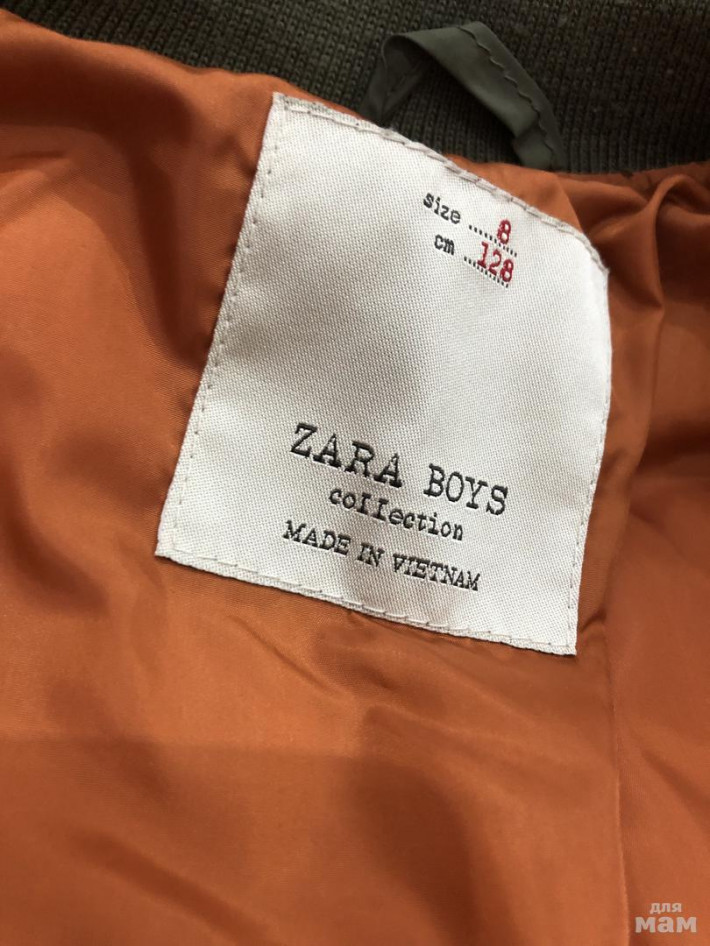 size ...... 8
cm ...... 128
ZARA BOYS
collection
MADE IN VIETNAM
для
мам